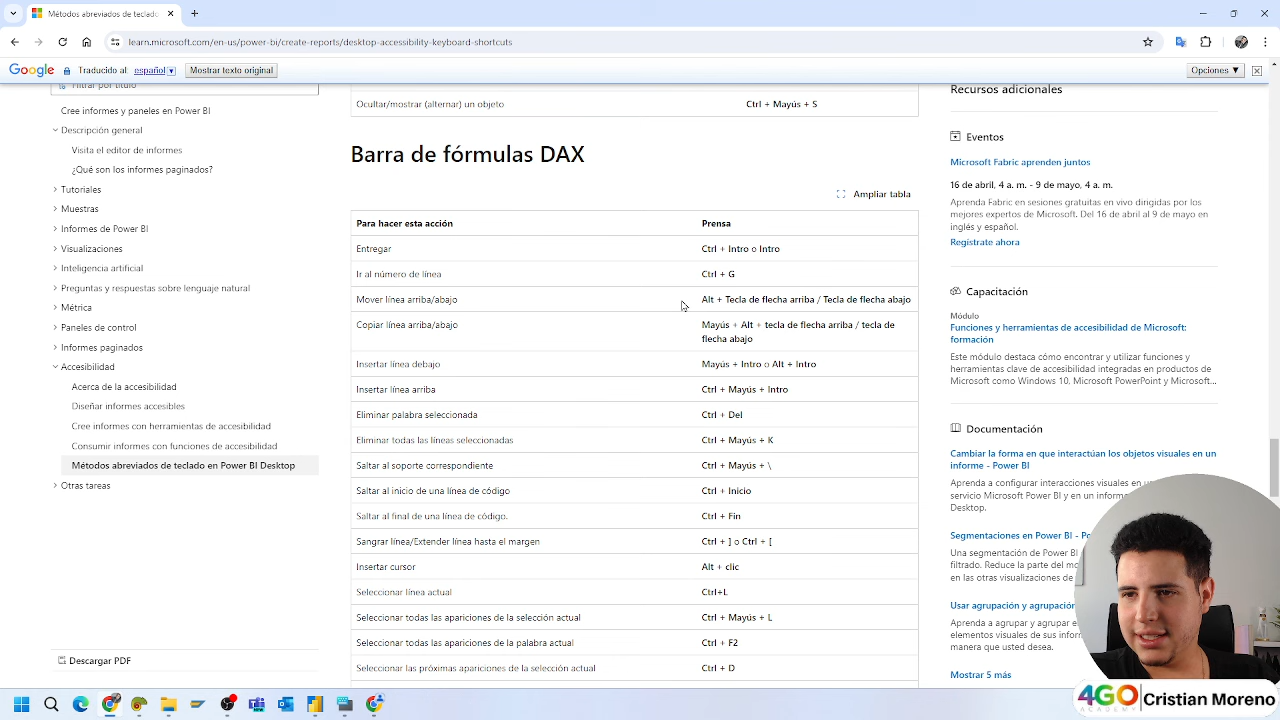 Métodos abreviados de teclado
learn.microsoft.com/en-us/power-bi/create-reports/desktop-accessibility-keyboard-shortcuts
Google Traducido al: español Mostrar texto original Opciones ▼
Filtrar por título
Cree informes y paneles en Power BI
Descripción general
Visita el editor de informes
¿Qué son los informes paginados?
Tutoriales
Muestras
Informes de Power BI
Visualizaciones
Inteligencia artificial
Preguntas y respuestas sobre lenguaje natural
Métrica
Paneles de control
Informes paginados
Accesibilidad
Acerca de la accesibilidad
Diseñar informes accesibles
Cree informes con herramientas de accesibilidad
Consumir informes con funciones de accesibilidad
Métodos abreviados de teclado en Power BI Desktop
Otras tareas
Descargar PDF
Ocultar/mostrar (alternar) un objeto Ctrl + Mayús + S
Barra de fórmulas DAX
Ampliar tabla
Para hacer esta acción Prensa
Entregar Ctrl + Intro o Intro
Ir al número de línea Ctrl + G
Mover línea arriba/abajo Alt + Tecla de flecha arriba / Tecla de flecha abajo
Copiar línea arriba/abajo Mayús + Alt + tecla de flecha arriba / tecla de
flecha abajo
Insertar línea debajo Mayús + Intro o Alt + Intro
Insertar línea arriba Ctrl + Mayús + Intro
Eliminar palabra seleccionada Ctrl + Del
Eliminar todas las líneas seleccionadas Ctrl + Mayús + K
Saltar al soporte correspondiente Ctrl + Mayús + \
Saltar al inicio de una línea de código Ctrl + Inicio
Saltar al final de una línea de código. Ctrl + Fin
Sangrar línea/Extender línea hasta el margen Ctrl + ] o Ctrl + [
Insertar cursor Alt + clic
Seleccionar línea actual Ctrl+L
Seleccionar todas las apariciones de la selección actual Ctrl + Mayús + L
Seleccionar todas las apariciones de la palabra actual Ctrl + F2
Seleccionar las próximas apariciones de la selección actual Ctrl + D
Recursos adicionales
Eventos
Microsoft Fabric aprenden juntos
16 de abril, 4 a. m. - 9 de mayo, 4 a. m.
Aprenda Fabric en sesiones gratuitas en vivo dirigidas por los
mejores expertos de Microsoft. Del 16 de abril al 9 de mayo en
inglés y español.
Regístrate ahora
Capacitación
Módulo
Funciones y herramientas de accesibilidad de Microsoft:
formación
Este módulo destaca cómo encontrar y utilizar funciones y
herramientas clave de accesibilidad integradas en productos de
Microsoft como Windows 10, Microsoft PowerPoint y Microsoft...
Documentación
Cambiar la forma en que interactúan los objetos visuales en un
informe - Power BI
Aprenda a configurar interacciones visuales en un
servicio Microsoft Power BI y en un informe
Desktop.
Segmentaciones en Power BI - Po
Una segmentación de Power BI
filtrado. Reduce la parte del
en las otras visualizaciones de
Usar agrupación y agrupación
Aprenda a agrupar y agrupar
elementos visuales de sus
manera que usted desea.
Mostrar 5 más
4GO
ACADEMY
Cristian Moreno